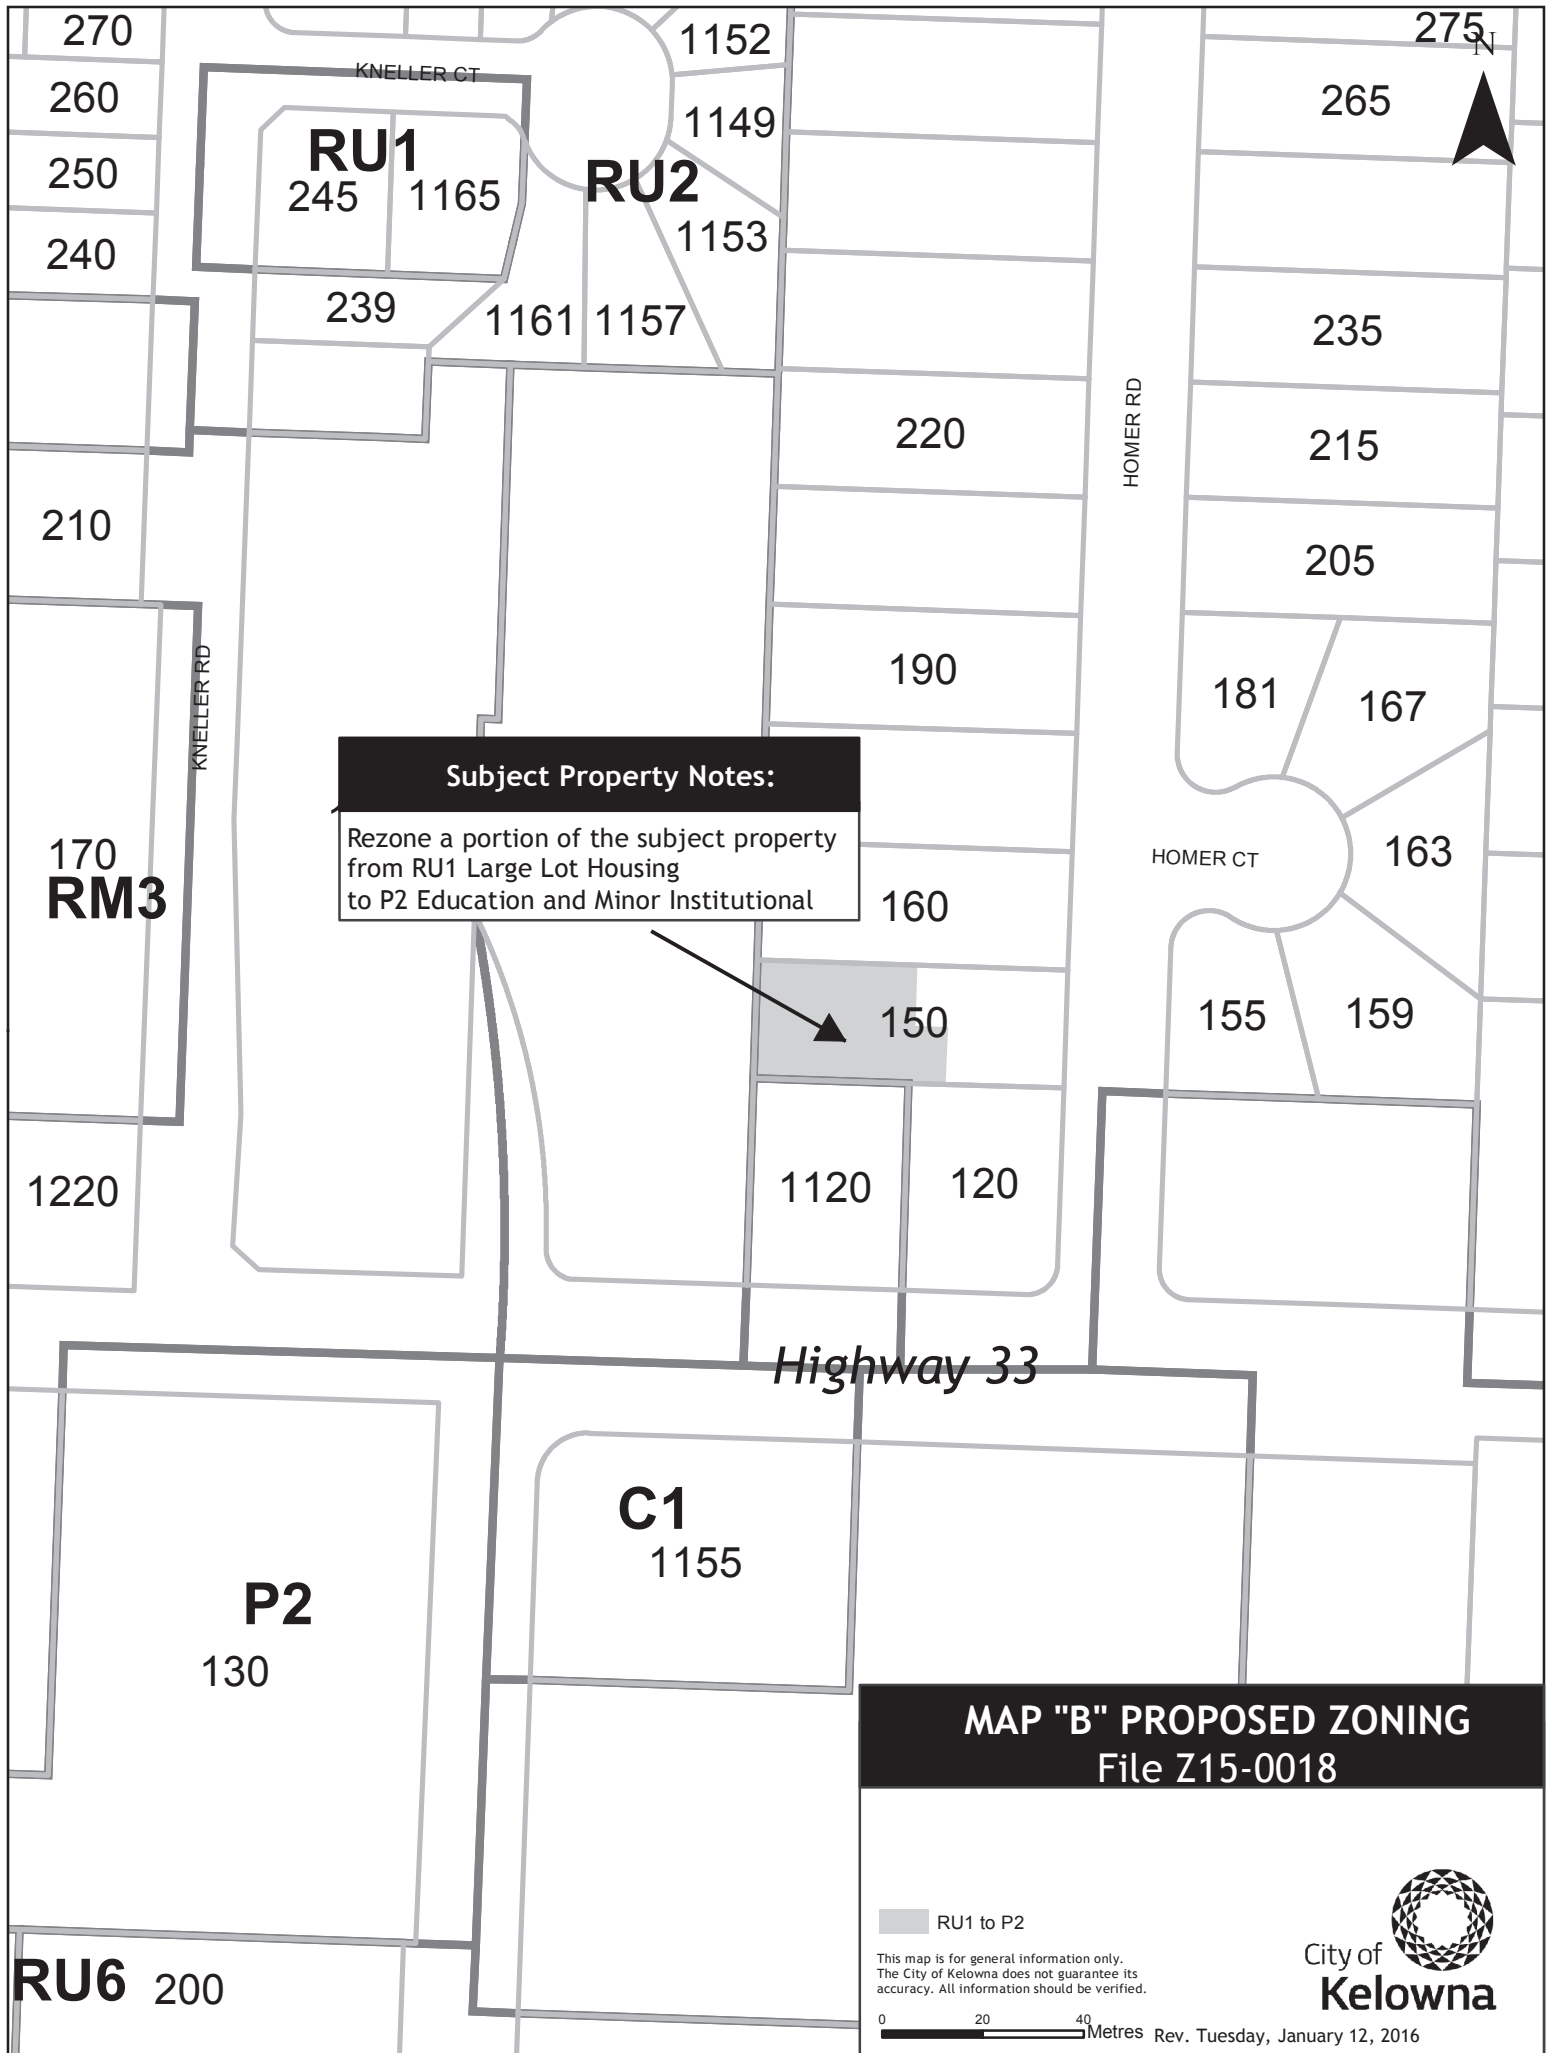 270
1152
275
N
KNELLER CT
260
265
1149
RU1
RU2
250
245
1165
1153
240
239
1161
1157
235
220
HOMER RD
215
210
205
190
181
167
KNELLER RD
Subject Property Notes:
Rezone a portion of the subject property
from RU1 Large Lot Housing
to P2 Education and Minor Institutional
170
RM3
HOMER CT
163
160
150
155
159
1220
1120
120
Highway 33
C1
1155
P2
130
MAP "B" PROPOSED ZONING
File Z15-0018
RU1 to P2
This map is for general information only.
The City of Kelowna does not guarantee its
accuracy. All information should be verified.
City of
Kelowna
RU6
200
0 20 40
Metres
Rev. Tuesday, January 12, 2016